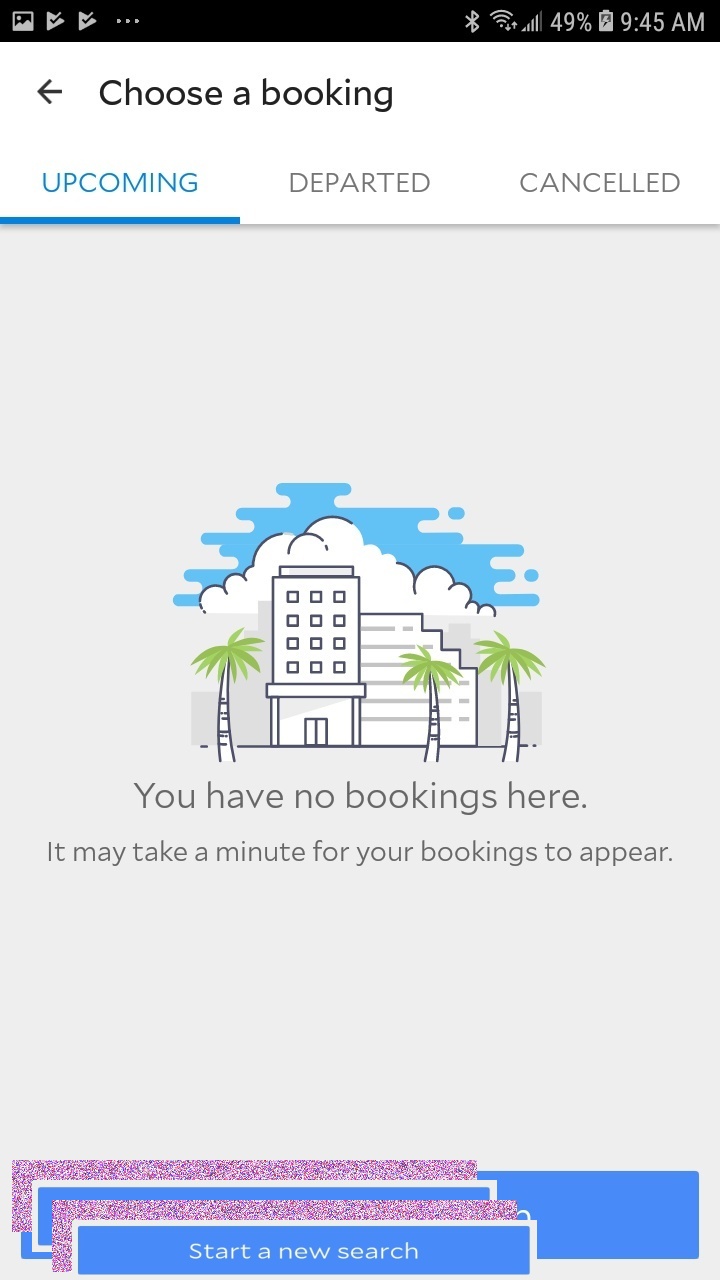 49% 9:45 AM
Choose a booking
UPCOMING DEPARTED CANCELLED
You have no bookings here.
It may take a minute for your bookings to appear.
Start a new search